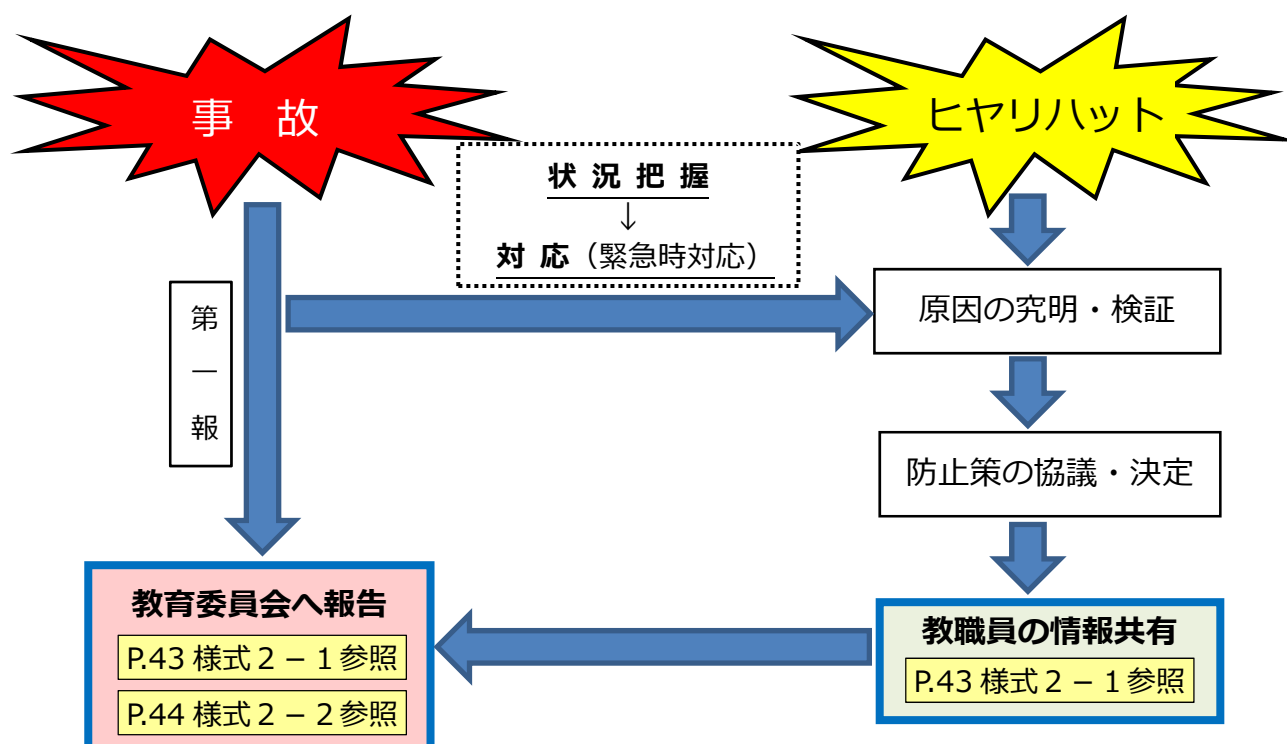 事 故
ヒヤリハット
状 況 把 握
↓
対 応（緊急時対応）
第一報
原因の究明・検証
防止策の協議・決定
教育委員会へ報告
P.43 様式２－１参照
P.44 様式２－２参照
教職員の情報共有
P.43 様式２－１参照